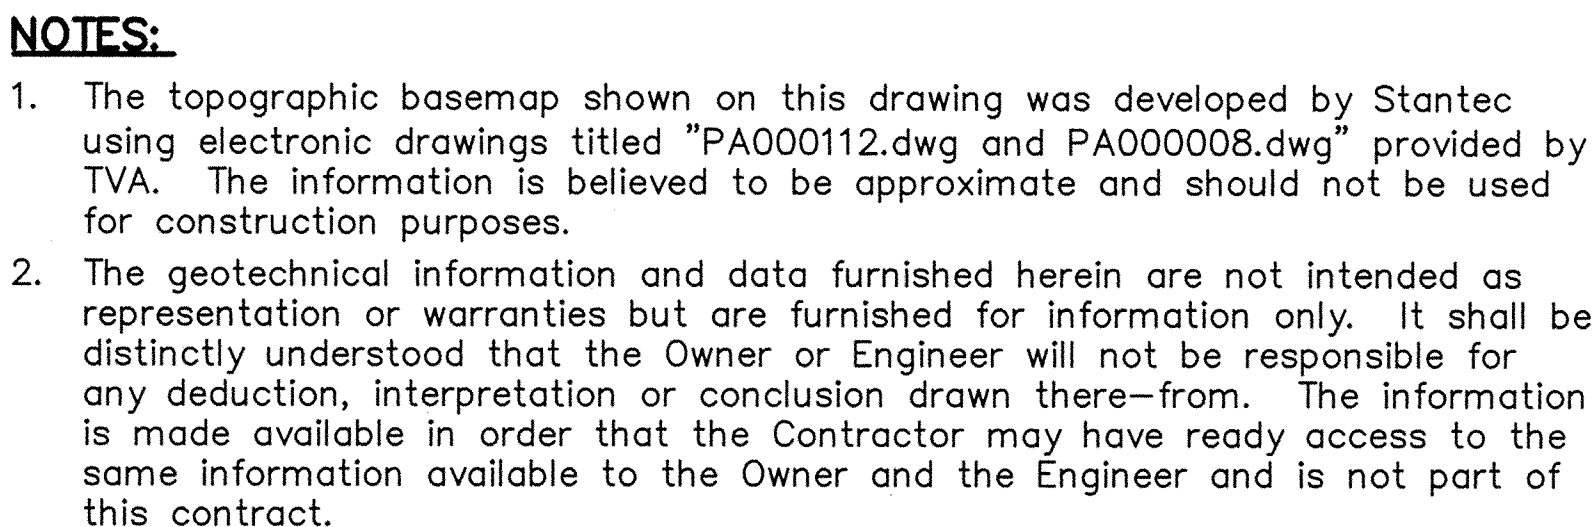 NOTES:
1. The topographic basemap shown on this drawing was developed by Stantec
using electronic drawings titled "PA000112.dwg and PA000008.dwg" provided by
TVA. The information is believed to be approximate and should not be used
for construction purposes.
2. The geotechnical information and data furnished herein are not intended as
representation or warranties but are furnished for information only. It shall be
distinctly understood that the Owner or Engineer will not be responsible for
any deduction, interpretation or conclusion drawn there-from. The information
is made available in order that the Contractor may have ready access to the
same information available to the Owner and the Engineer and is not part of
this contract.